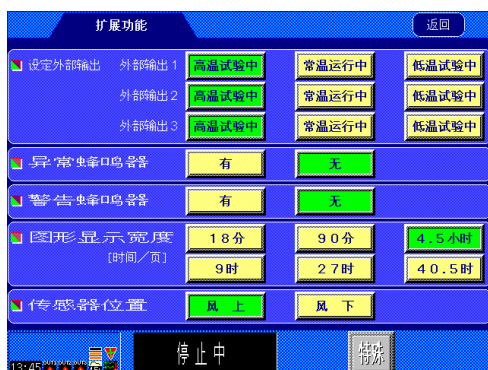 扩展功能 返回
设定外部输出 外部输出1 高温试验中 常温运行中 低温试验中
外部输出2 高温试验中 常温运行中 低温试验中
外部输出3 高温试验中 常温运行中 低温试验中
异常蜂鸣器 有 无
警告蜂鸣器 有 无
图形显示宽度 18分 90分 4.5小时
[时间/页] 9时 27时 40.5时
传感器位置 风 上 风 下
停止中 特殊
13:45 OUT1 OUT2 OUT3